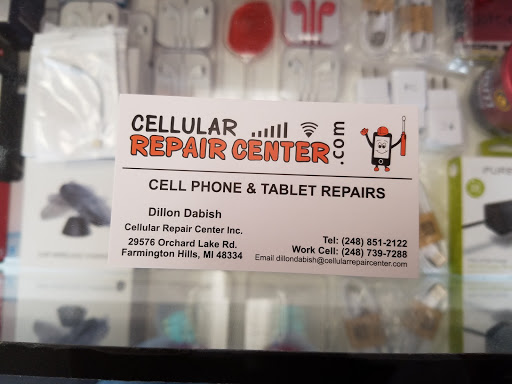 CELLULAR
REPAIR CENTER.com
CELL PHONE & TABLET REPAIRS
Dillon Dabish
Cellular Repair Center Inc.
29576 Orchard Lake Rd.
Farmington Hills, MI 48334
Tel: (248) 851-2122
Work Cell: (248) 739-7288
Email dillondabish@cellularrepaircenter.com
PURE